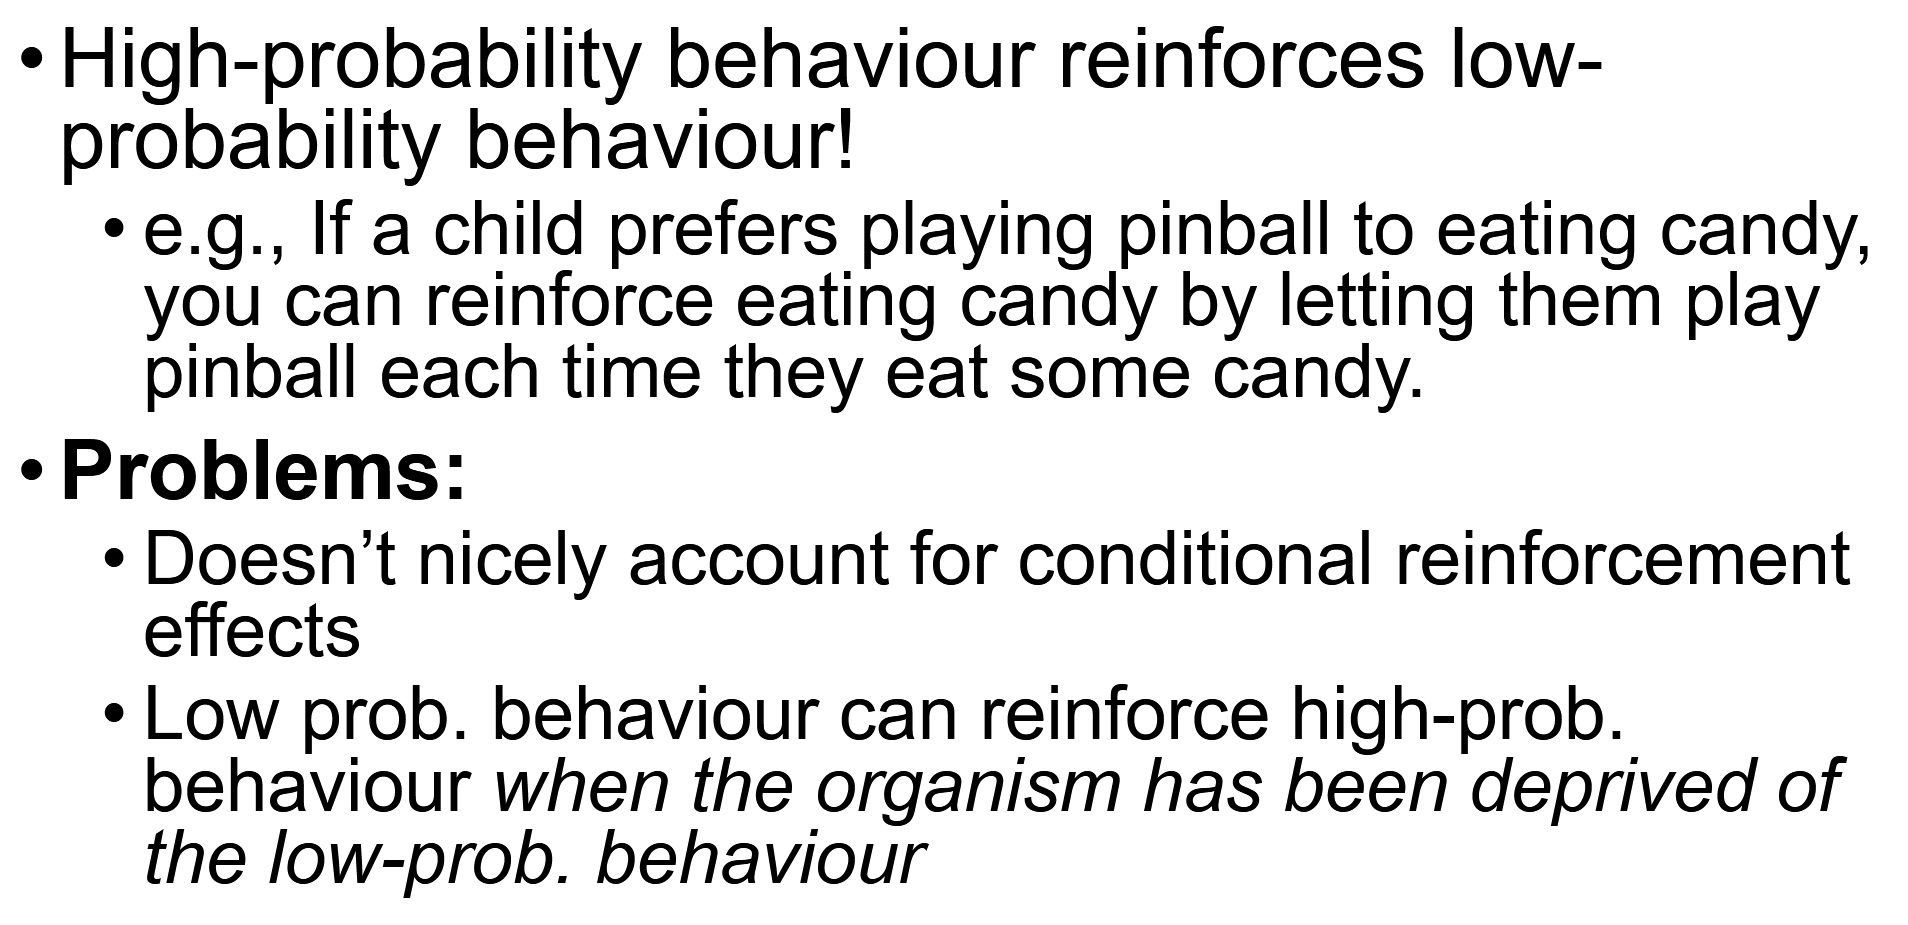 • High-probability behaviour reinforces low-
probability behaviour!
• e.g., If a child prefers playing pinball to eating candy,
you can reinforce eating candy by letting them play
pinball each time they eat some candy.
• Problems:
• Doesn’t nicely account for conditional reinforcement
effects
• Low prob. behaviour can reinforce high-prob.
behaviour when the organism has been deprived of
the low-prob. behaviour